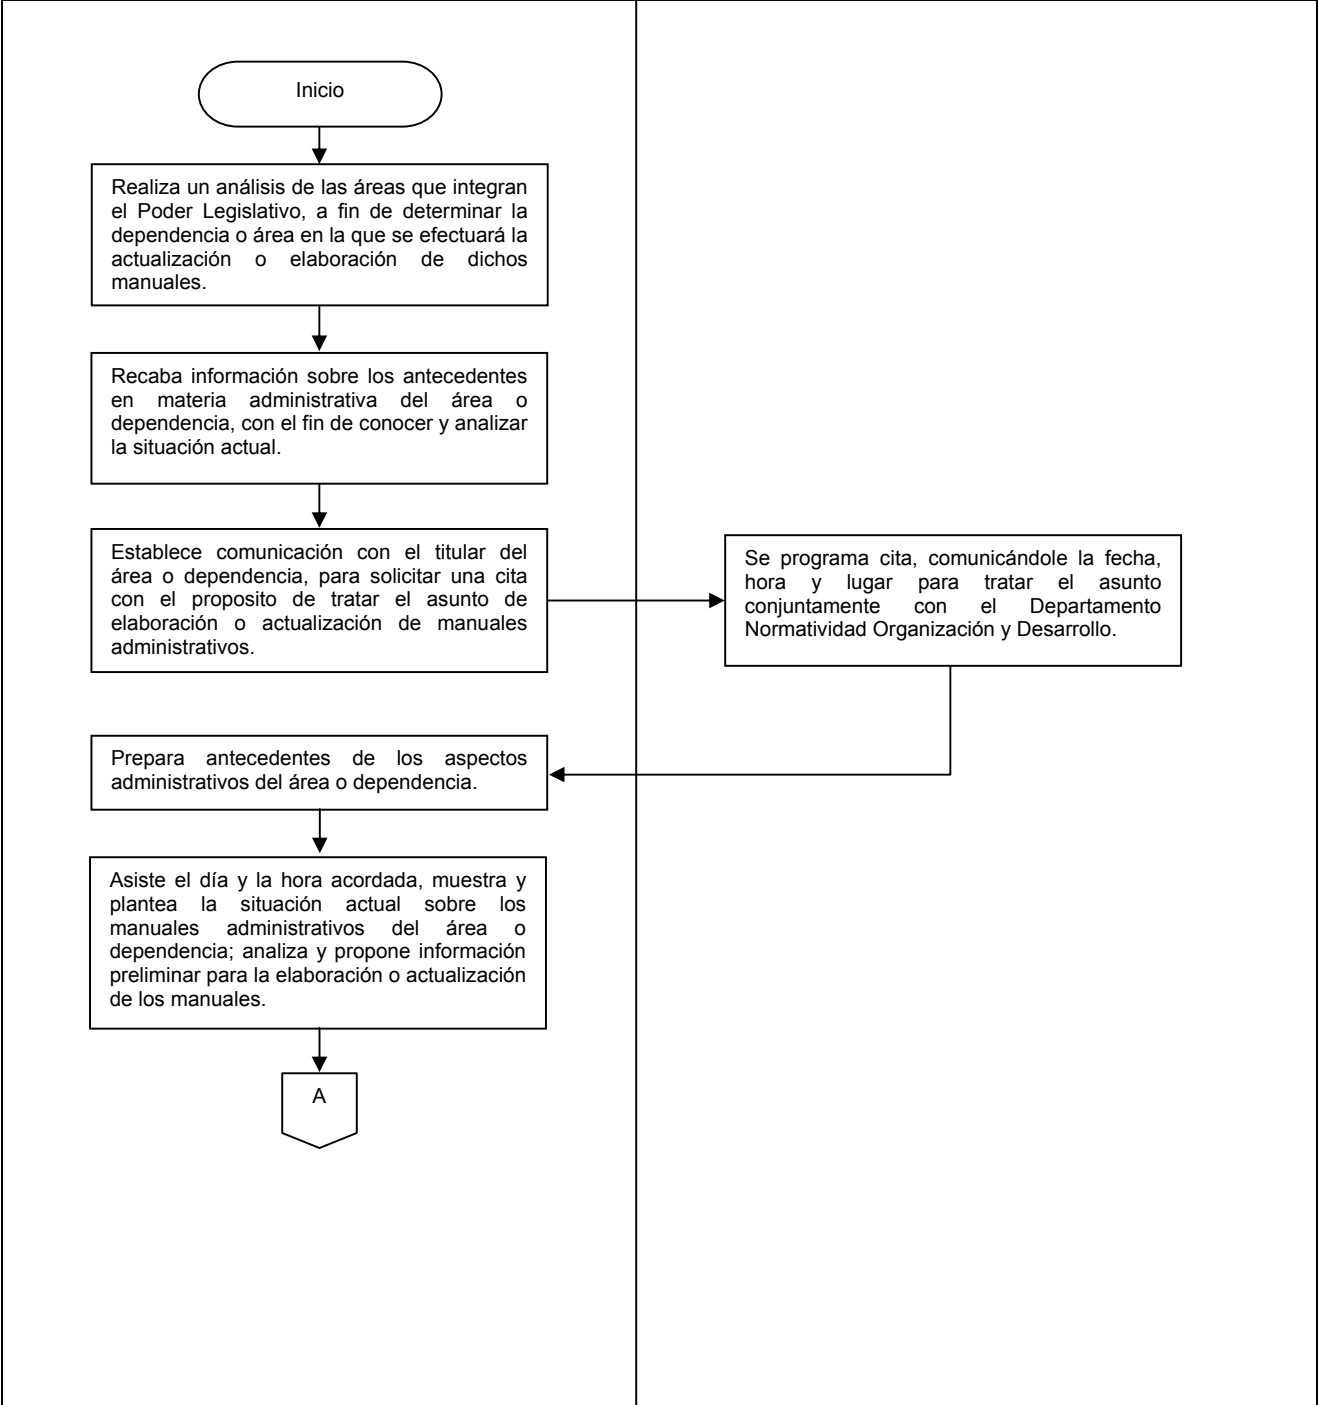 Inicio
Realiza un análisis de las áreas que integran
el Poder Legislativo, a fin de determinar la
dependencia o área en la que se efectuará la
actualización o elaboración de dichos
manuales.
Recaba información sobre los antecedentes
en materia administrativa del área o
dependencia, con el fin de conocer y analizar
la situación actual.
Establece comunicación con el titular del
área o dependencia, para solicitar una cita
con el proposito de tratar el asunto de
elaboración o actualización de manuales
administrativos.
Se programa cita, comunicándole la fecha,
hora y lugar para tratar el asunto
conjuntamente con el Departamento
Normatividad Organización y Desarrollo.
Prepara antecedentes de los aspectos
administrativos del área o dependencia.
Asiste el día y la hora acordada, muestra y
plantea la situación actual sobre los
manuales administrativos del área o
dependencia; analiza y propone información
preliminar para la elaboración o actualización
de los manuales.
A